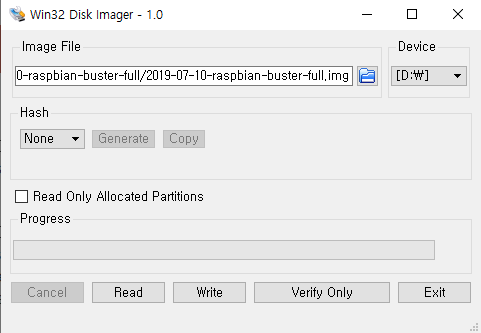 Win32 Disk Imager - 1.0
Image File
Device
0-raspbian-buster-full/2019-07-10-raspbian-buster-full.img
[D:₩]
Hash
None
Generate
Copy
Read Only Allocated Partitions
Progress
Cancel
Read
Write
Verify Only
Exit